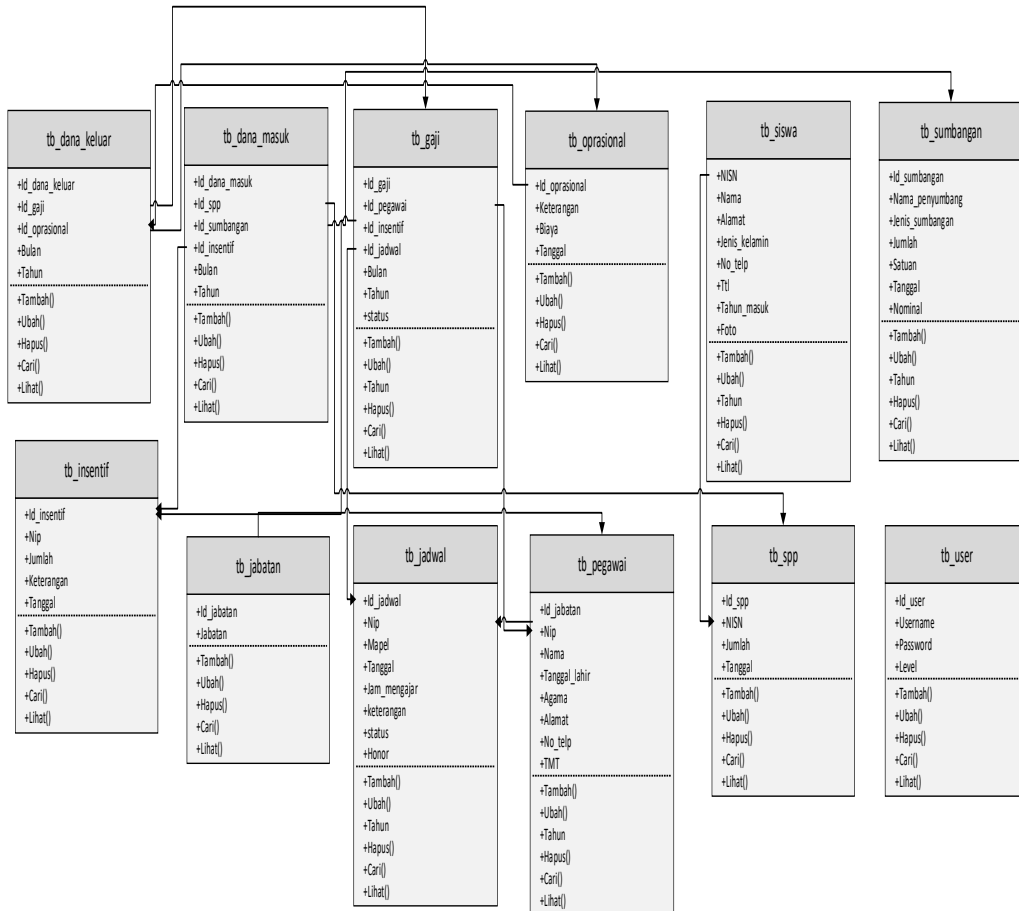 tb_dana_keluar
+Id_dana_keluar
+Id_gaji
+Id_oprasional
+Bulan
+Tahun
+Tambah()
+Ubah()
+Hapus()
+Cari()
+Lihat()
tb_dana_masuk
+Id_dana_masuk
+Id_spp
+Id_sumbangan
+Id_insentif
+Bulan
+Tahun
+Tambah()
+Ubah()
+Hapus()
+Cari()
+Lihat()
tb_gaji
+Id_gaji
+Id_pegawai
+Id_insentif
+Id_jadwal
+Bulan
+Tahun
+status
+Tambah()
+Ubah()
+Tahun
+Hapus()
+Cari()
+Lihat()
tb_oprasional
+Id_oprasional
+Keterangan
+Biaya
+Tanggal
+Tambah()
+Ubah()
+Hapus()
+Cari()
+Lihat()
tb_siswa
+NISN
+Nama
+Alamat
+Jenis_kelamin
+No_telp
+Ttl
+Tahun_masuk
+Foto
+Tambah()
+Ubah()
+Tahun
+Hapus()
+Cari()
+Lihat()
tb_sumbangan
+Id_sumbangan
+Nama_penyumbang
+Jenis_sumbangan
+Jumlah
+Satuan
+Tanggal
+Nominal
+Tambah()
+Ubah()
+Tahun
+Hapus()
+Cari()
+Lihat()
tb_insentif
+Id_insentif
+Nip
+Jumlah
+Keterangan
+Tanggal
+Tambah()
+Ubah()
+Hapus()
+Cari()
+Lihat()
tb_jabatan
+Id_jabatan
+Jabatan
+Tambah()
+Ubah()
+Hapus()
+Cari()
+Lihat()
tb_jadwal
+Id_jadwal
+Nip
+Mapel
+Tanggal
+Jam_mengajar
+keterangan
+status
+Honor
+Tambah()
+Ubah()
+Tahun
+Hapus()
+Cari()
+Lihat()
tb_pegawai
+Id_jabatan
+Nip
+Nama
+Tanggal_lahir
+Agama
+Alamat
+No_telp
+TMT
+Tambah()
+Ubah()
+Tahun
+Hapus()
+Cari()
+Lihat()
tb_spp
+Id_spp
+NISN
+Jumlah
+Tanggal
+Tambah()
+Ubah()
+Hapus()
+Cari()
+Lihat()
tb_user
+Id_user
+Username
+Password
+Level
+Tambah()
+Ubah()
+Hapus()
+Cari()
+Lihat()